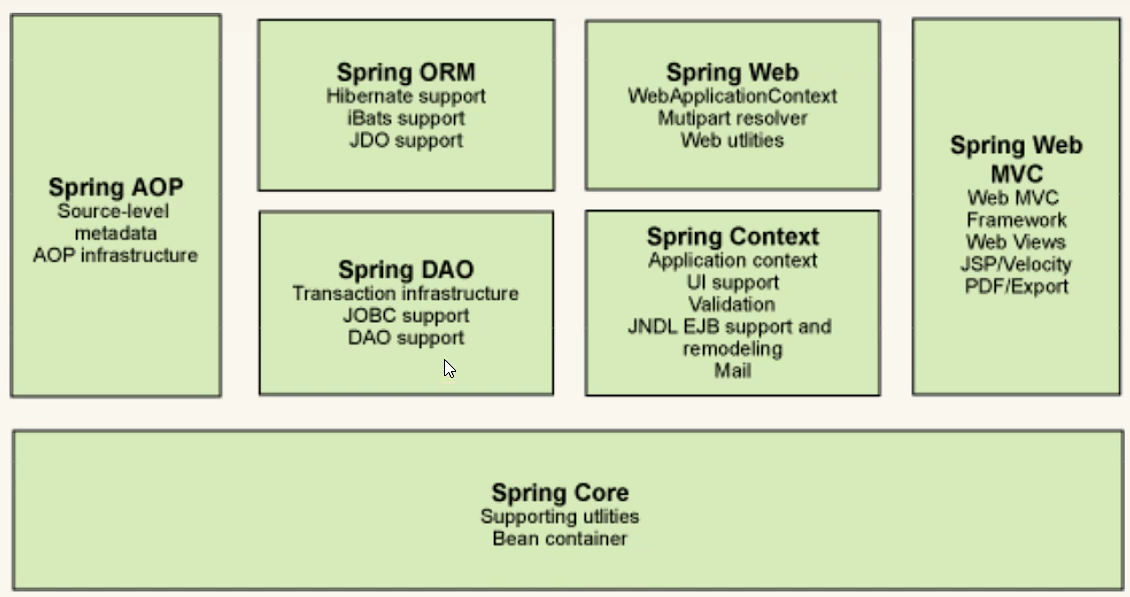 Spring AOP
Source-level
metadata
AOP infrastructure
Spring ORM
Hibernate support
iBats support
JDO support
Spring DAO
Transaction infrastructure
JOBC support
DAO support
Spring Web
WebApplicationContext
Mutipart resolver
Web utlities
Spring Context
Application context
UI support
Validation
JNDL EJB support and
remodeling
Mail
Spring Web
MVC
Web MVC
Framework
Web Views
JSP/Velocity
PDF/Export
Spring Core
Supporting utlities
Bean container